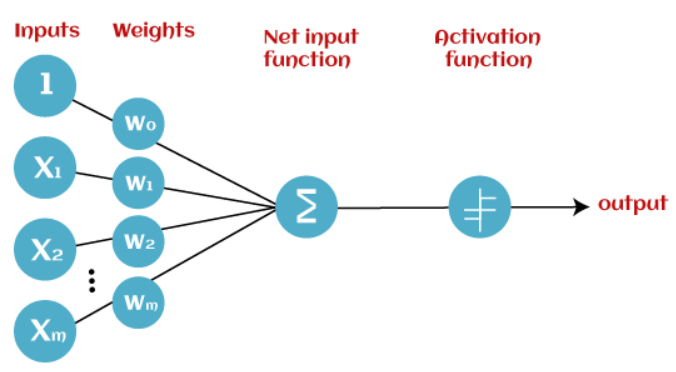 Inputs
Weights
Net input
function
Activation
function
1
W0
X1
W1
Σ
output
X2
W2
Xm
Wm